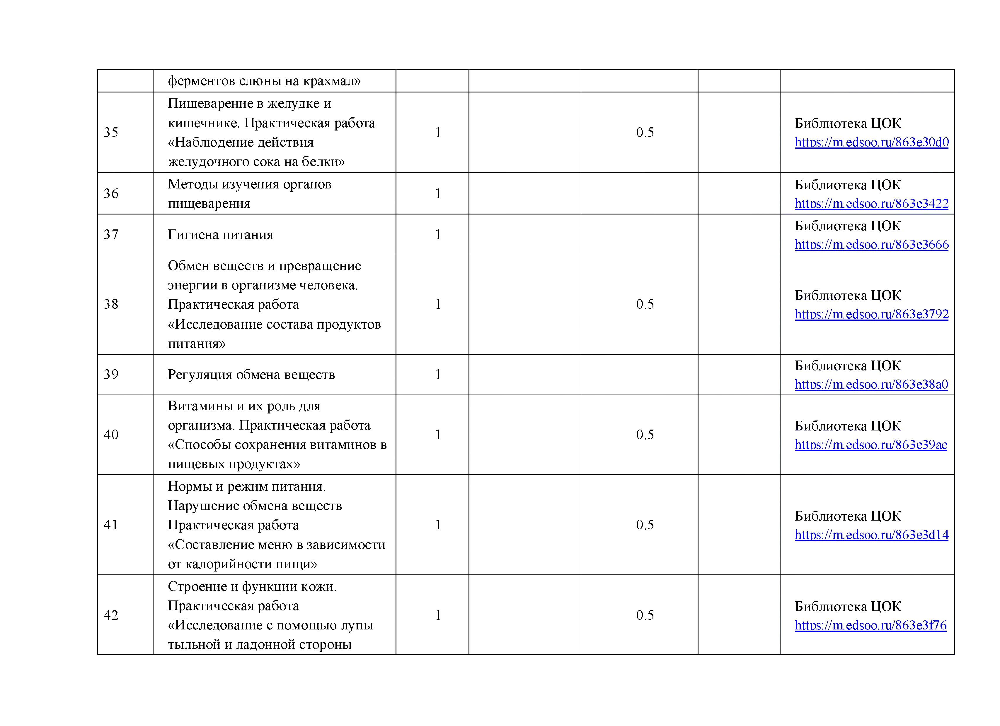 ферментов слюны на крахмал»
35
Пищеварение в желудке и
кишечнике. Практическая работа
«Наблюдение действия
желудочного сока на белки»
1
0.5
Библиотека ЦОК
https://m.edsoo.ru/863e30d0
36
Методы изучения органов
пищеварения
1
Библиотека ЦОК
https://m.edsoo.ru/863e3422
37
Гигиена питания
1
Библиотека ЦОК
https://m.edsoo.ru/863e3666
38
Обмен веществ и превращение
энергии в организме человека.
Практическая работа
«Исследование состава продуктов
питания»
1
0.5
Библиотека ЦОК
https://m.edsoo.ru/863e3792
39
Регуляция обмена веществ
1
Библиотека ЦОК
https://m.edsoo.ru/863e38a0
40
Витамины и их роль для
организма. Практическая работа
«Способы сохранения витаминов в
пищевых продуктах»
1
0.5
Библиотека ЦОК
https://m.edsoo.ru/863e39ae
41
Нормы и режим питания.
Нарушение обмена веществ
Практическая работа
«Составление меню в зависимости
от калорийности пищи»
1
0.5
Библиотека ЦОК
https://m.edsoo.ru/863e3d14
42
Строение и функции кожи.
Практическая работа
«Исследование с помощью лупы
тыльной и ладонной стороны
1
0.5
Библиотека ЦОК
https://m.edsoo.ru/863e3f76